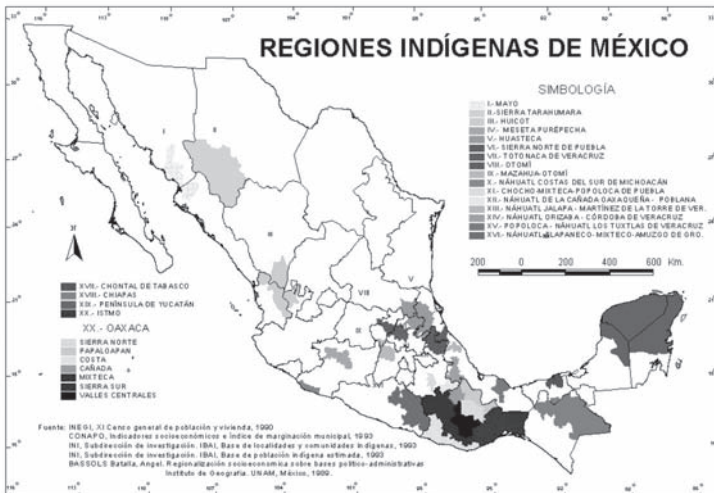 REGIONES INDÍGENAS DE MÉXICO
SIMBOLOGÍA
I.- MAYO
II.- SIERRA TARAHUMARA
III.- HUICOT
IV.- MESETA PURÉPECHA
V.- HUASTECA
VI.- SIERRA NORTE DE PUEBLA
VII.- TOTONACA DE VERACRUZ
VIII.- OTOMÍ
IX.- MAZAHUA-OTOMÍ
X.- NÁHUATL COSTAS DEL SUR DE MICHOACÁN
XI.- CHOCHO-MIXTECA-POPOLOCA DE PUEBLA
XII.- NÁHUATL DE LA CAÑADA OAXAQUEÑA - POBLANA
XIII.- NÁHUATL JALAPA - MARTÍNEZ DE LA TORRE DE VER.
XIV.- NÁHUATL ORIZABA - CÓRDOBA DE VERACRUZ
XV.- POPOLOCA - NÁHUATL LOS TUXTLAS DE VERACRUZ
XVI.- NÁHUATL-TLAPANECO-MIXTECO-AMUZGO DE GRO.
200 0 200 400 600 Km.
I
II
III
V
VIII
IX
XVII.- CHONTAL DE TABASCO
XVIII.- CHIAPAS
XIX.- PENÍNSULA DE YUCATÁN
XX.- ISTMO
XX.- OAXACA
SIERRA NORTE
PAPALOAPAN
COSTA
CAÑADA
MIXTECA
SIERRA SUR
VALLES CENTRALES
Fuente: INEGI, XI Censo general de población y vivienda, 1990
CONAPO, Indicadores socioeconómicos e índice de marginación municipal, 1993
INI, Subdirección de investigación. IBAI, Base de localidades y comunidades indígenas, 1993
INI, Subdirección de investigación. IBAI, Base de población indígena estimada, 1993
BASSOLS Batalla, Angel. Regionalización socioeconomica sobre bases político-administrativas
Instituto de Geografía. UNAM, México, 1989.